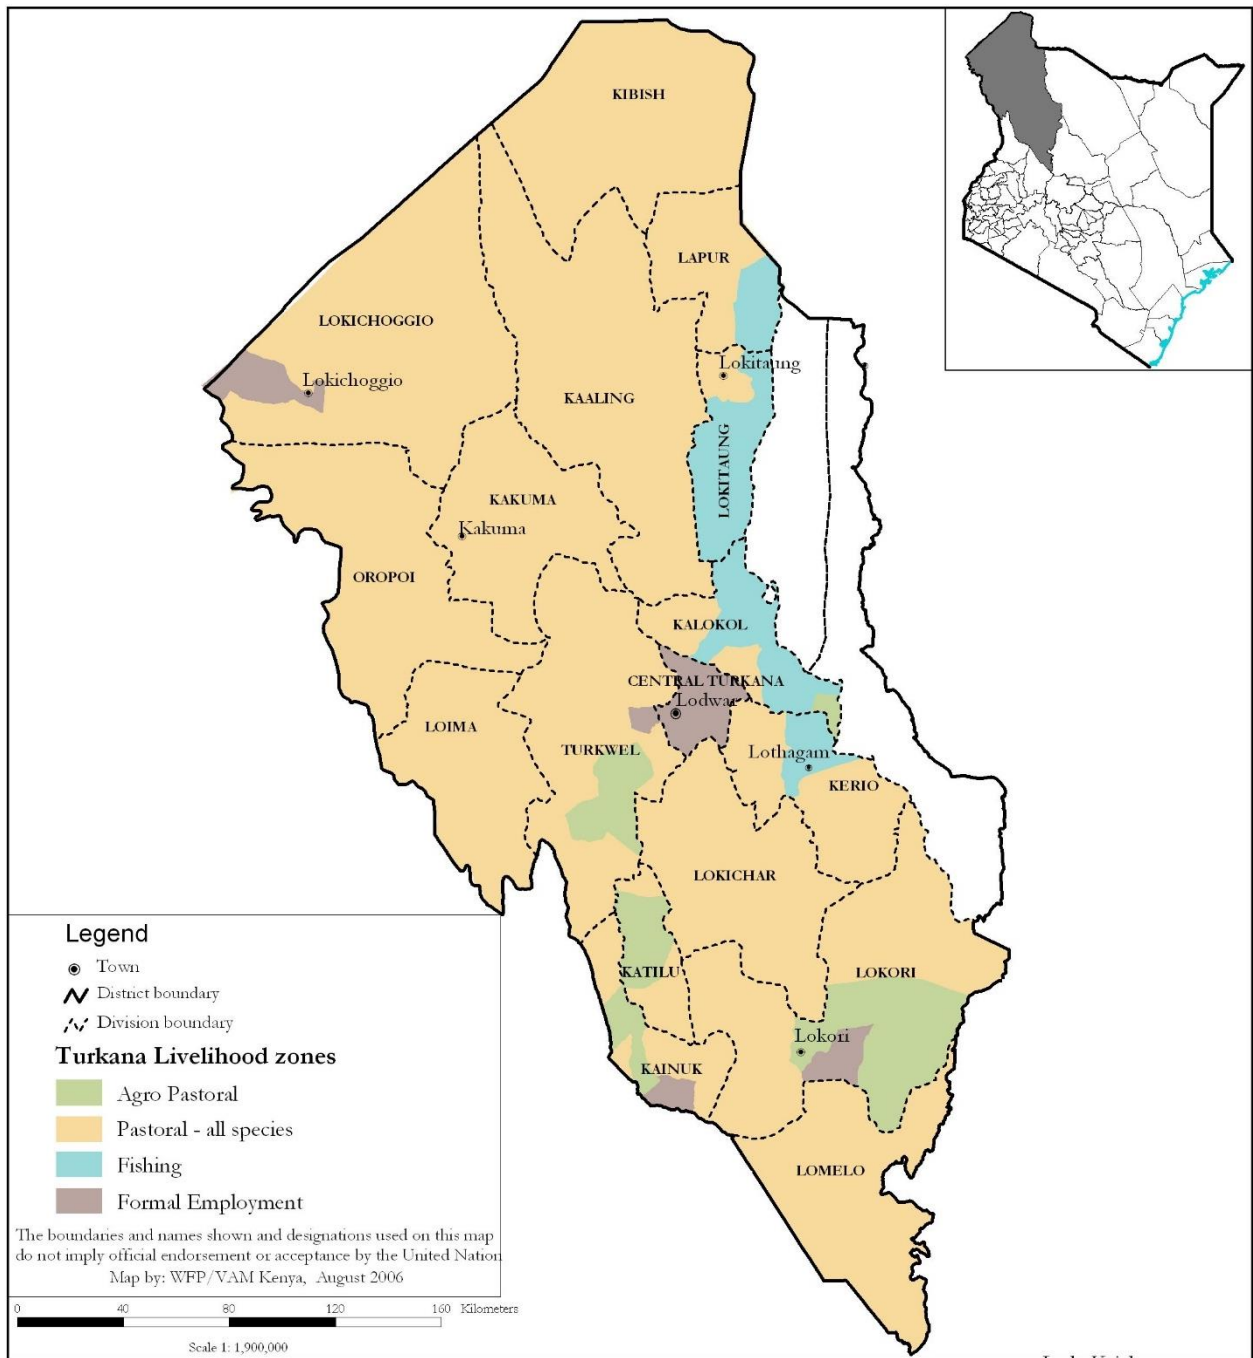 KIBISH
LAPUR
LOKICHOGGIO
Lokitaung
Lokichoggio
KAALING
LOKITAUNG
KAKUMA
Kakuma
OROPOI
KALOKOL
CENTRAL TURKANA
Lodwar
LOIMA
TURKWEL
Lothagam
KERIO
LOKICHAR
KATILU
LOKORI
Lokori
KAINUK
LOMELO
Legend
Town
District boundary
Division boundary
Turkana Livelihood zones
Agro Pastoral
Pastoral - all species
Fishing
Formal Employment
The boundaries and names shown and designations used on this map
do not imply official endorsement or acceptance by the United Nation
Map by: WFP/VAM Kenya, August 2006
0 40 80 120 160 Kilometers
Scale 1: 1,900,000